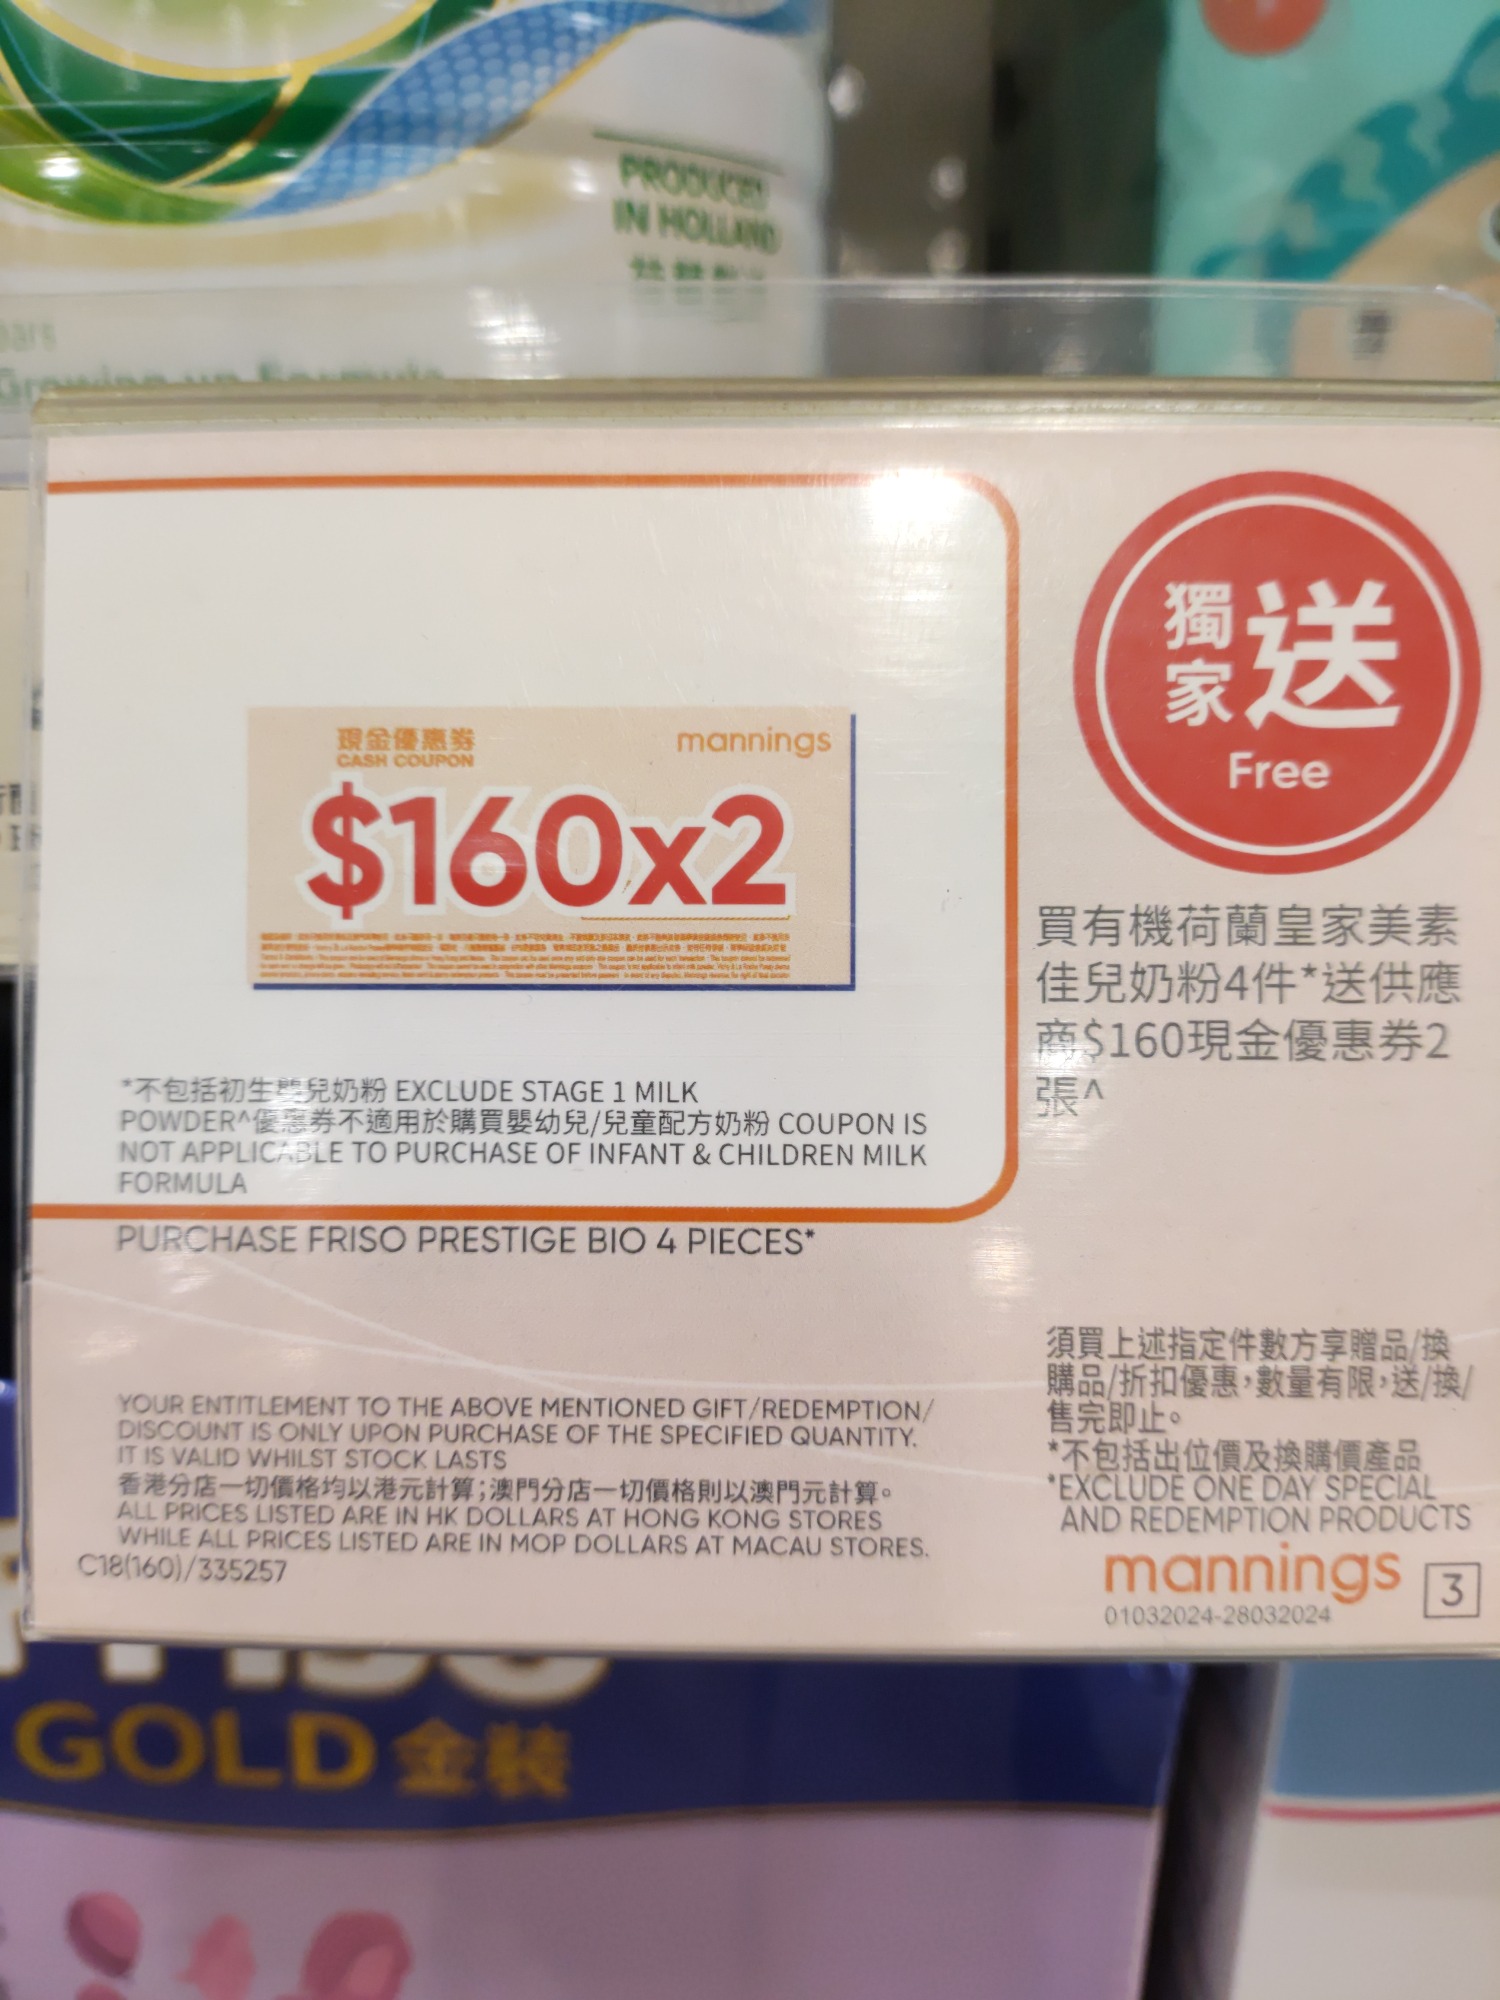 PRODUCED
IN HOLLAND
Growing-up Formula
現金優惠券
CASH COUPON
mannings
$160x2
獨家送
Free
買有機荷蘭皇家美素
佳兒奶粉4件*送供應
商$160現金優惠券2
張^
*不包括初生嬰兒奶粉 EXCLUDE STAGE 1 MILK
POWDER^優惠券不適用於購買嬰幼兒/兒童配方奶粉 COUPON IS
NOT APPLICABLE TO PURCHASE OF INFANT & CHILDREN MILK
FORMULA
PURCHASE FRISO PRESTIGE BIO 4 PIECES*
YOUR ENTITLEMENT TO THE ABOVE MENTIONED GIFT/REDEMPTION/
DISCOUNT IS ONLY UPON PURCHASE OF THE SPECIFIED QUANTITY.
IT IS VALID WHILST STOCK LASTS
香港分店一切價格均以港元計算;澳門分店一切價格則以澳門元計算。
ALL PRICES LISTED ARE IN HK DOLLARS AT HONG KONG STORES
WHILE ALL PRICES LISTED ARE IN MOP DOLLARS AT MACAU STORES.
C18(160)/335257
須買上述指定件數方享贈品/換
購品/折扣優惠,數量有限,送/換/
售完即止。
*不包括出位價及換購價產品
*EXCLUDE ONE DAY SPECIAL
AND REDEMPTION PRODUCTS
mannings 3
01032024-28032024
GOLD 金裝